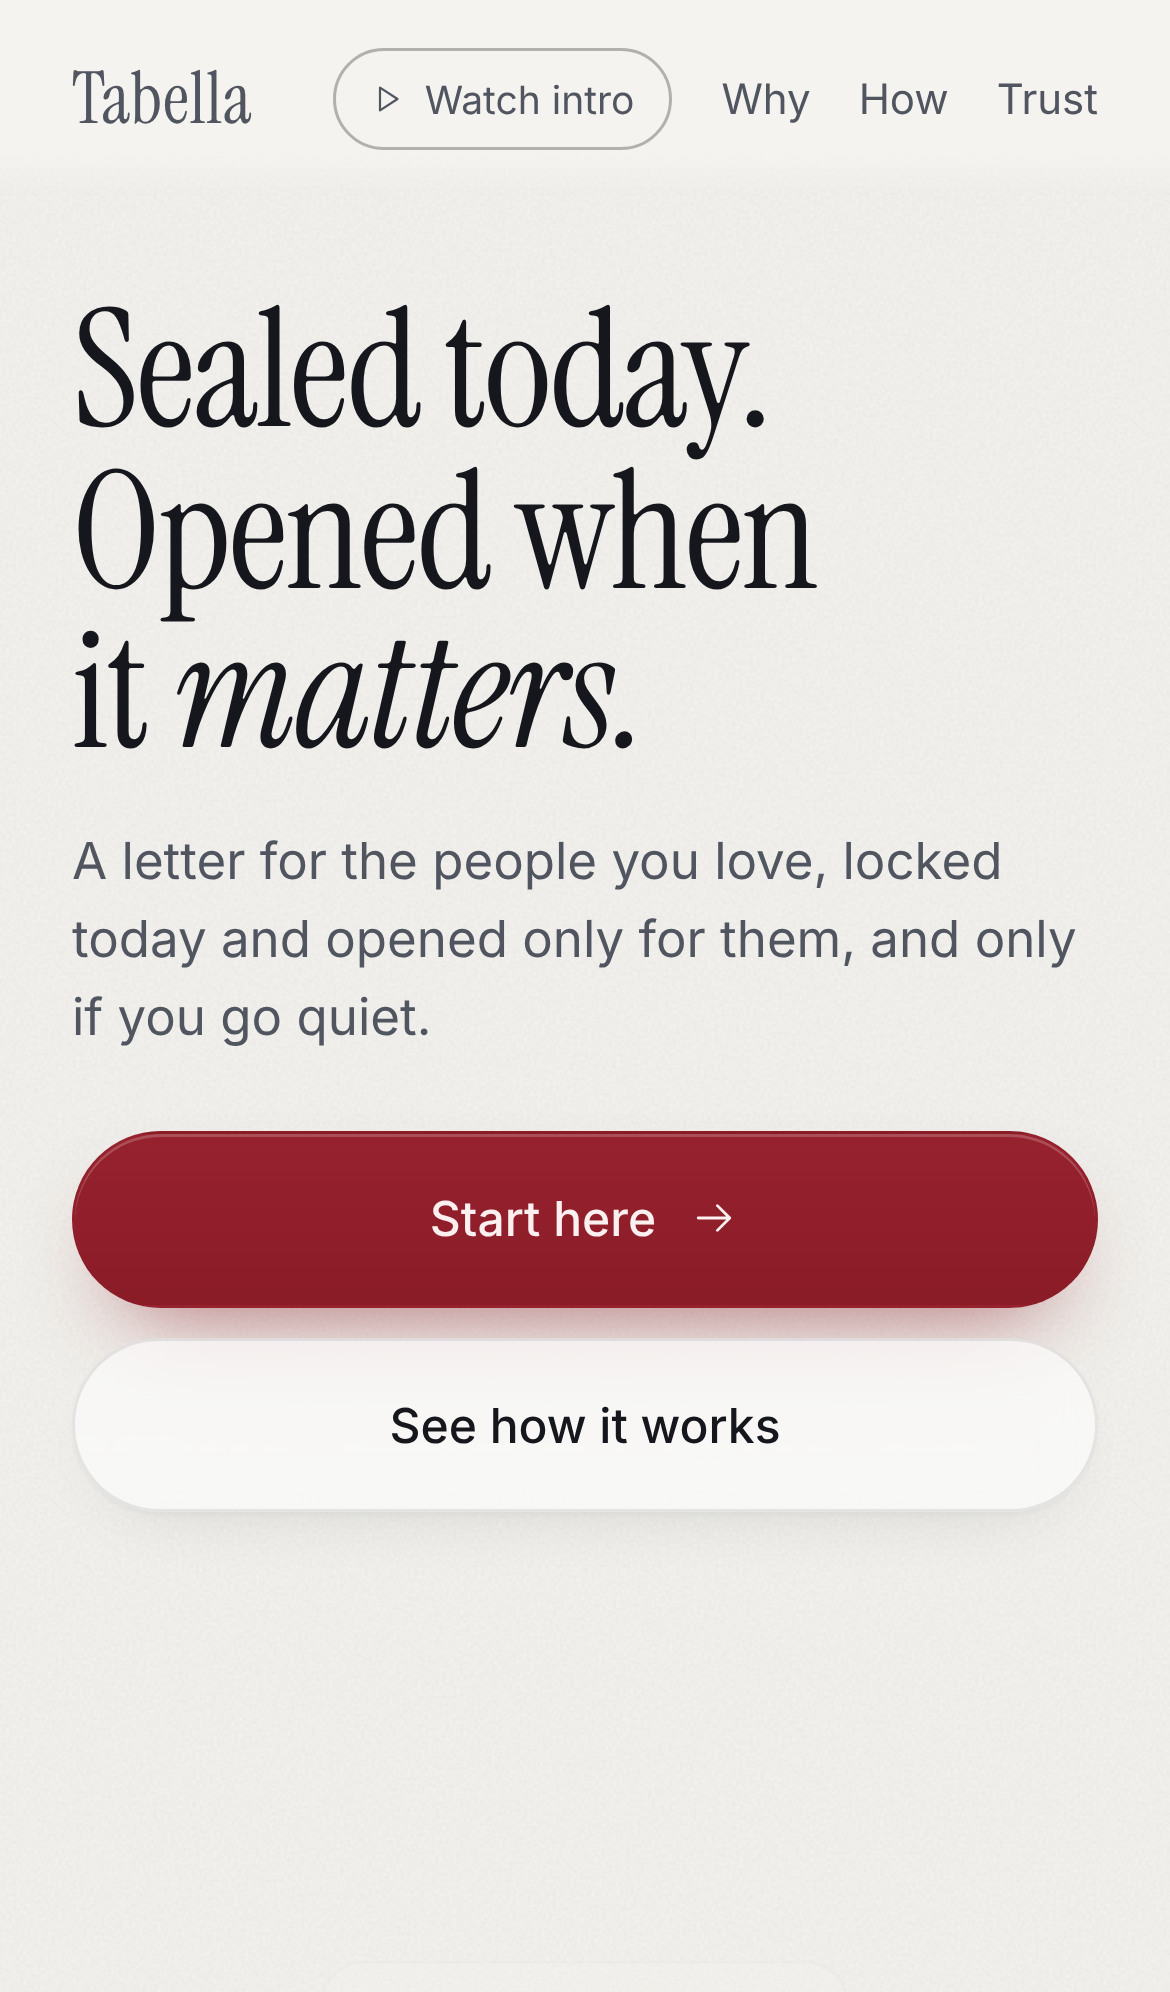 Tabella
Watch intro
Why
How
Trust
Sealed today.
Opened when
it matters.
A letter for the people you love, locked
today and opened only for them, and only
if you go quiet.
Start here
See how it works